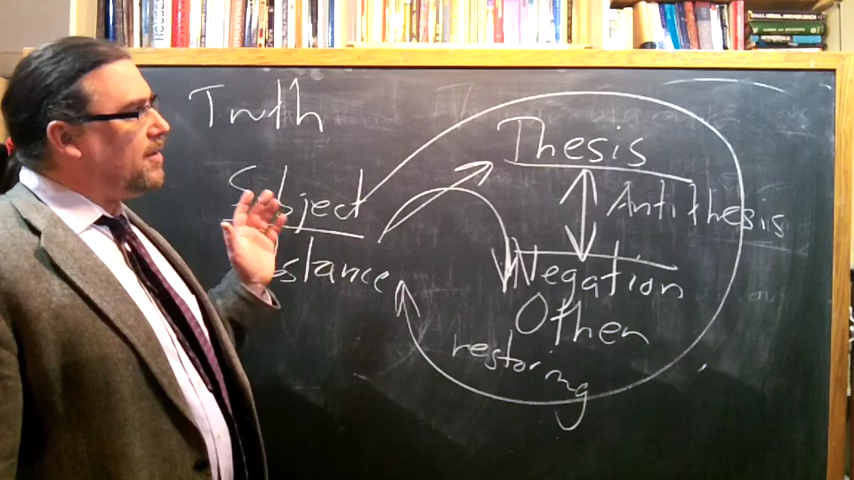 Truth
Subject
stance
Thesis
Antithesis
Negation
Other
restoring